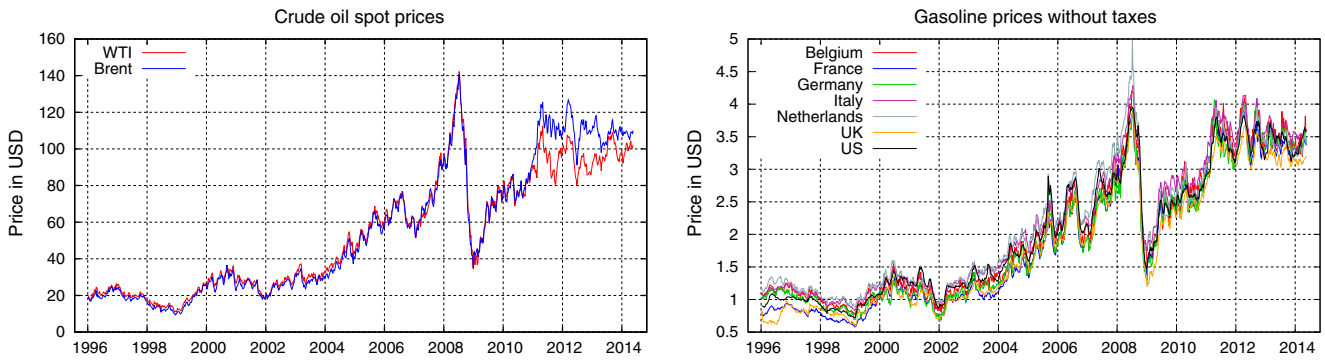 Crude oil spot prices
Price in USD
160
140
120
100
80
60
40
20
0
WTI
Brent
1996 1998 2000 2002 2004 2006 2008 2010 2012 2014
Gasoline prices without taxes
Price in USD
5
4.5
4
3.5
3
2.5
2
1.5
1
0.5
Belgium
France
Germany
Italy
Netherlands
UK
US
1996 1998 2000 2002 2004 2006 2008 2010 2012 2014